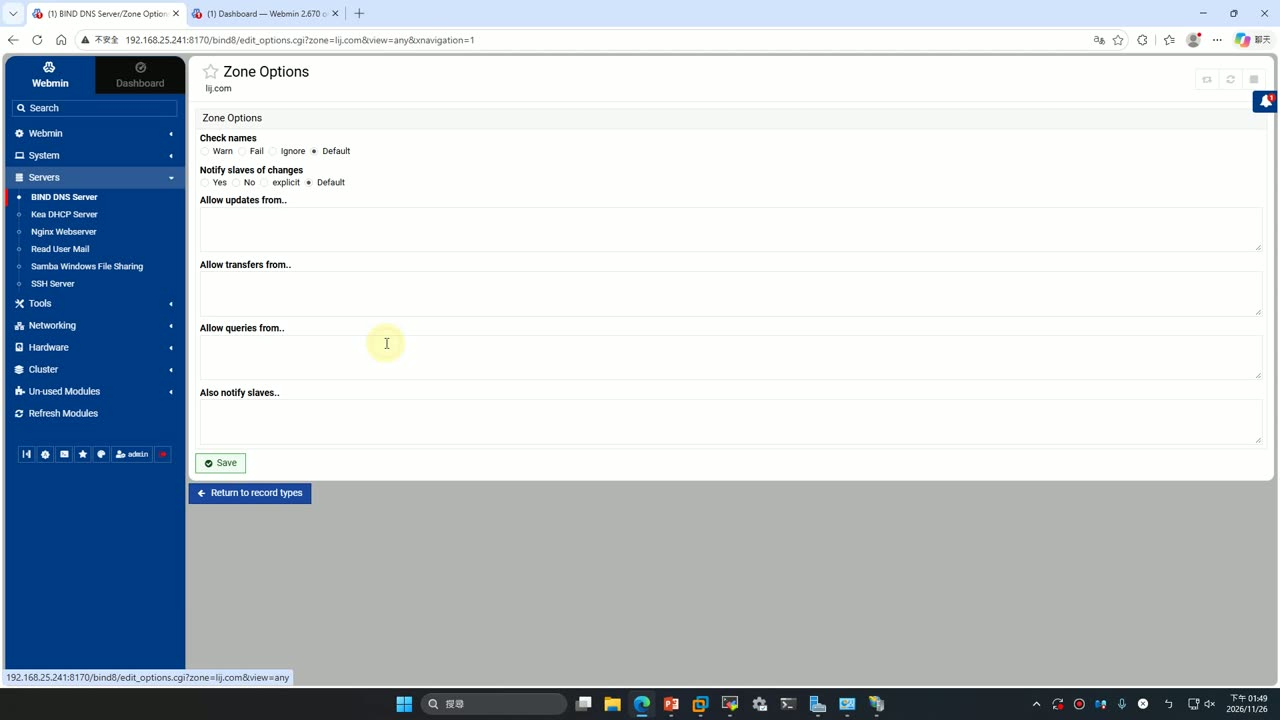 (1) BIND DNS Server/Zone Option
(1) Dashboard — Webmin 2.670 o
不安全
192.168.25.241:8170/bind8/edit_options.cgi?zone=lij.com&view=any&xnavigation=1
聊天
Webmin
Dashboard
Search
Webmin
System
Servers
BIND DNS Server
Kea DHCP Server
Nginx Webserver
Read User Mail
Samba Windows File Sharing
SSH Server
Tools
Networking
Hardware
Cluster
Un-used Modules
Refresh Modules
admin
Zone Options
lij.com
1
Zone Options
Check names
Warn Fail Ignore Default
Notify slaves of changes
Yes No explicit Default
Allow updates from..
Allow transfers from..
Allow queries from..
Also notify slaves..
Save
Return to record types
192.168.25.241:8170/bind8/edit_options.cgi?zone=lij.com&view=any
搜尋
下午 01:49
2026/11/26